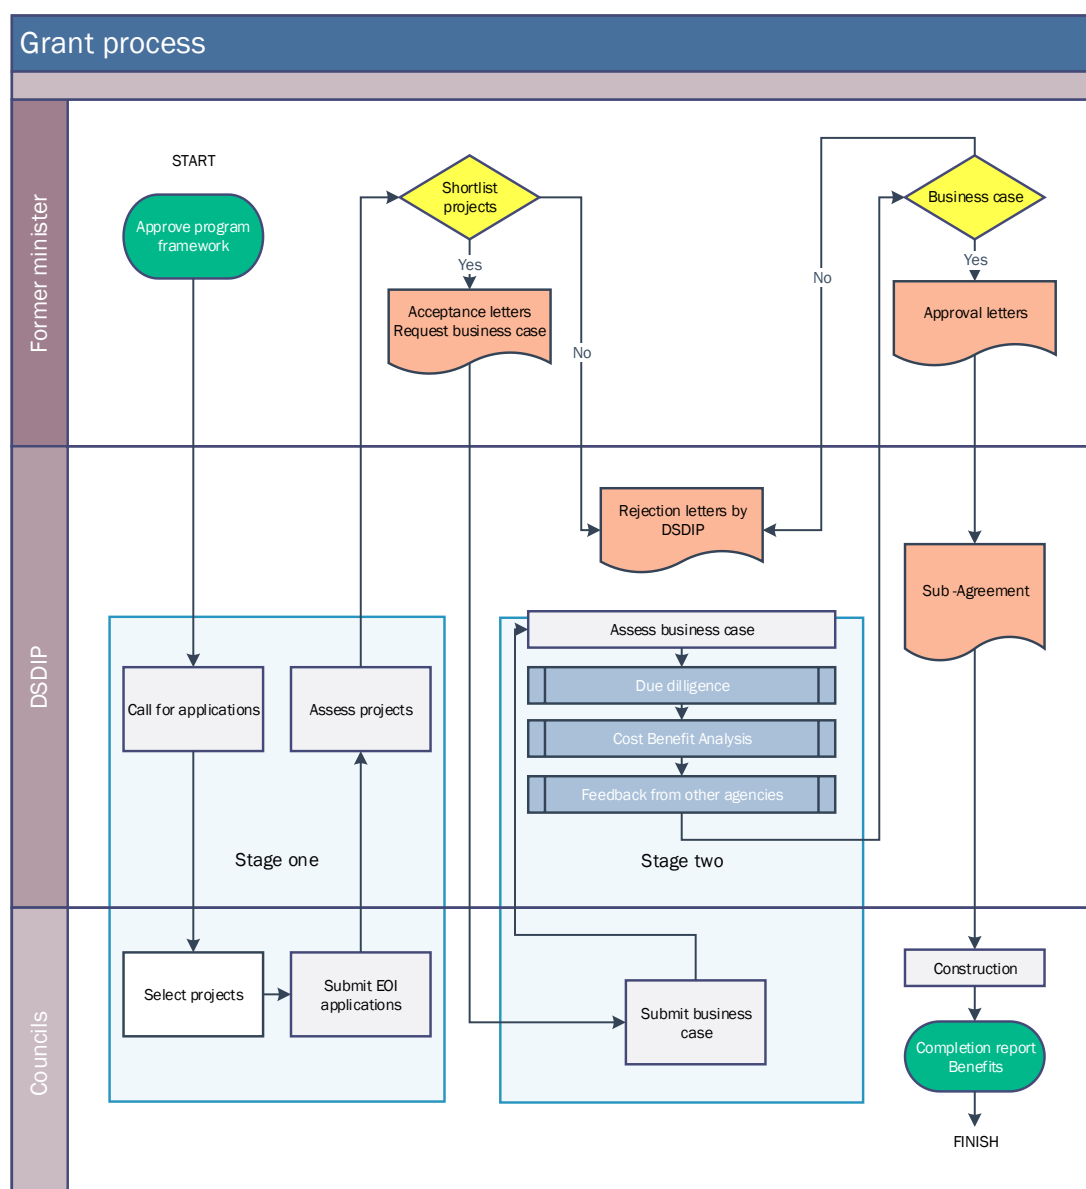 Grant process
Former minister
START
Approve program
framework
Shortlist
projects
Yes
No
Acceptance letters
Request business case
Business case
Yes
No
Approval letters
DSDIP
Rejection letters by
DSDIP
Sub -Agreement
Call for applications
Assess projects
Stage one
Assess business case
Due dilligence
Cost Benefit Analysis
Feedback from other agencies
Stage two
Councils
Select projects
Submit EOI
applications
Submit business
case
Construction
Completion report
Benefits
FINISH